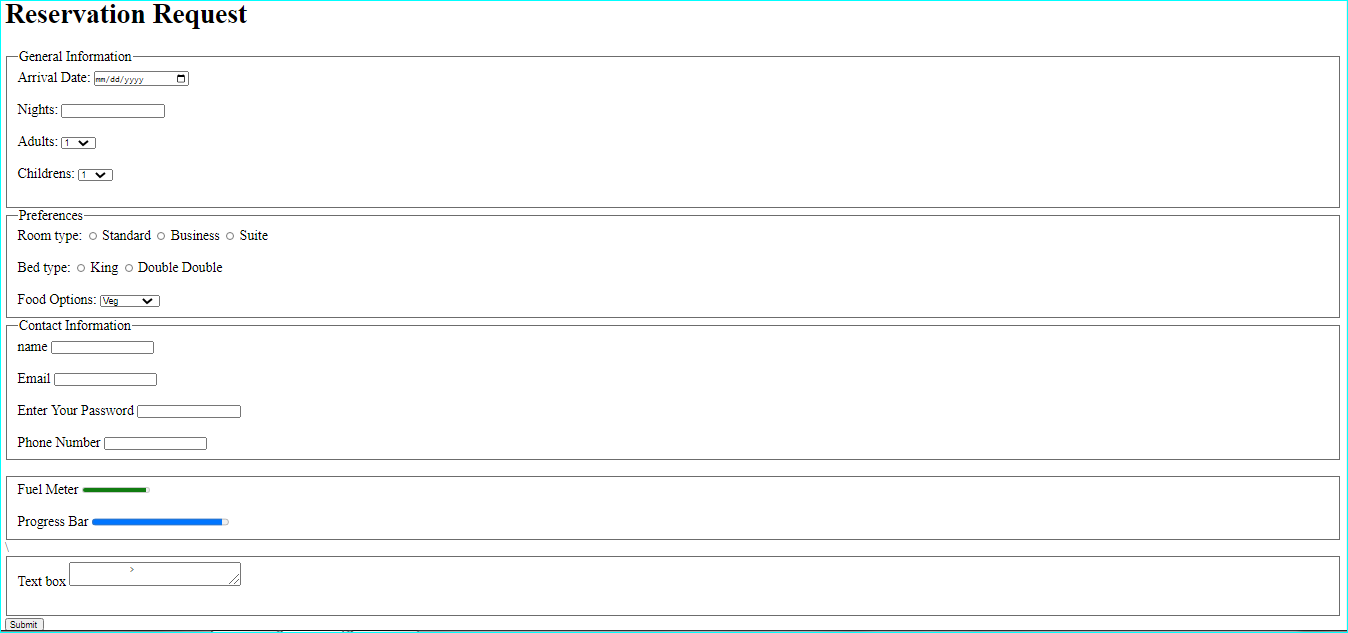 Reservation Request
General Information
Arrival Date: mm/dd/yyyy
Nights:
Adults: 1
Childrens: 1
Preferences
Room type: Standard Business Suite
Bed type: King Double Double
Food Options: Veg
Contact Information
name
Email
Enter Your Password
Phone Number
Fuel Meter
Progress Bar
\
Text box >
Submit